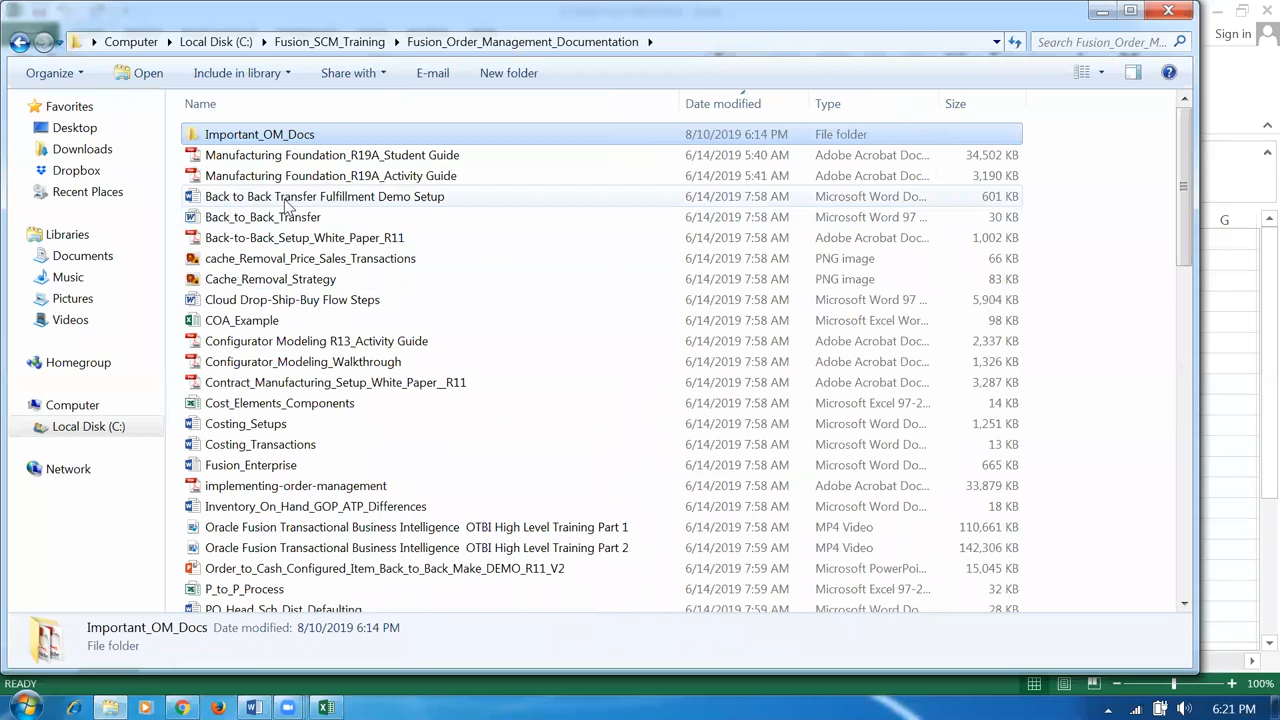 Sign in
Computer Local Disk (C:) Fusion_SCM_Training Fusion_Order_Management_Documentation
Search Fusion_Order_M...
Organize Open Include in library Share with E-mail New folder
Name Date modified Type Size
Favorites
Desktop
Downloads
Dropbox
Recent Places
Libraries
Documents
Music
Pictures
Videos
Homegroup
Computer
Local Disk (C:)
Network
Important_OM_Docs 8/10/2019 6:14 PM File folder
Manufacturing Foundation_R19A_Student Guide 6/14/2019 5:40 AM Adobe Acrobat Doc... 34,502 KB
Manufacturing Foundation_R19A_Activity Guide 6/14/2019 5:41 AM Adobe Acrobat Doc... 3,190 KB
Back to Back Transfer Fulfillment Demo Setup 6/14/2019 7:58 AM Microsoft Word Do... 601 KB
Back_to_Back_Transfer 6/14/2019 7:58 AM Microsoft Word 97 ... 30 KB
Back-to-Back_Setup_White_Paper_R11 6/14/2019 7:58 AM Adobe Acrobat Doc... 1,002 KB
cache_Removal_Price_Sales_Transactions 6/14/2019 7:58 AM PNG image 66 KB
Cache_Removal_Strategy 6/14/2019 7:58 AM PNG image 83 KB
Cloud Drop-Ship-Buy Flow Steps 6/14/2019 7:58 AM Microsoft Word 97 ... 5,904 KB
COA_Example 6/14/2019 7:58 AM Microsoft Excel Wor... 98 KB
Configurator Modeling R13_Activity Guide 6/14/2019 7:58 AM Adobe Acrobat Doc... 2,337 KB
Configurator_Modeling_Walkthrough 6/14/2019 7:58 AM Adobe Acrobat Doc... 1,326 KB
Contract_Manufacturing_Setup_White_Paper__R11 6/14/2019 7:58 AM Adobe Acrobat Doc... 3,287 KB
Cost_Elements_Components 6/14/2019 7:58 AM Microsoft Excel 97-2... 14 KB
Costing_Setups 6/14/2019 7:58 AM Microsoft Word Do... 1,251 KB
Costing_Transactions 6/14/2019 7:58 AM Microsoft Word Do... 13 KB
Fusion_Enterprise 6/14/2019 7:58 AM Microsoft Word Do... 665 KB
implementing-order-management 6/14/2019 7:58 AM Adobe Acrobat Doc... 33,879 KB
Inventory_On_Hand_GOP_ATP_Differences 6/14/2019 7:58 AM Microsoft Word Do... 18 KB
Oracle Fusion Transactional Business Intelligence OTBI High Level Training Part 1 6/14/2019 7:58 AM MP4 Video 110,661 KB
Oracle Fusion Transactional Business Intelligence OTBI High Level Training Part 2 6/14/2019 7:59 AM MP4 Video 142,306 KB
Order_to_Cash_Configured_Item_Back_to_Back_Make_DEMO_R11_V2 6/14/2019 7:59 AM Microsoft PowerPoi... 15,045 KB
P_to_P_Process 6/14/2019 7:59 AM Microsoft Excel 97-2... 32 KB
PO_Head_Sch_Dist_Defaulting 6/14/2019 7:59 AM Microsoft Word Do... 28 KB
G
Important_OM_Docs Date modified: 8/10/2019 6:14 PM
File folder
READY
100%
6:21 PM